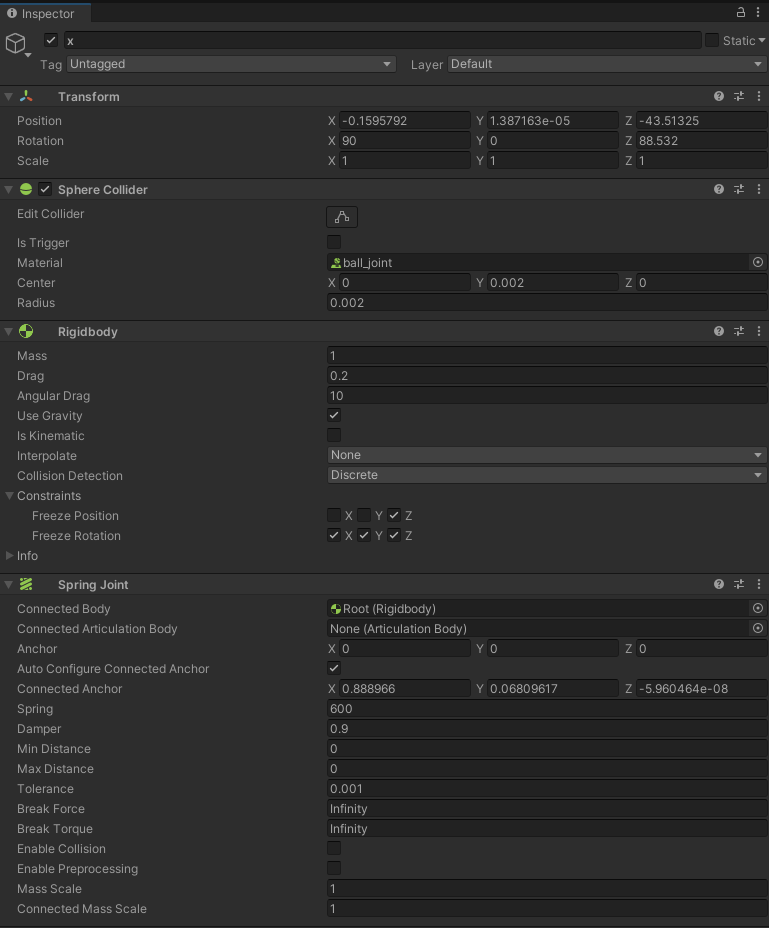 Inspector
x
Static
Tag Untagged Layer Default
Transform
Position X -0.1595792 Y 1.387163e-05 Z -43.51325
Rotation X 90 Y 0 Z 88.532
Scale X 1 Y 1 Z 1
Sphere Collider
Edit Collider
Is Trigger
Material ball_joint
Center X 0 Y 0.002 Z 0
Radius 0.002
Rigidbody
Mass 1
Drag 0.2
Angular Drag 10
Use Gravity
Is Kinematic
Interpolate None
Collision Detection Discrete
Constraints
Freeze Position X Y Z
Freeze Rotation X Y Z
Info
Spring Joint
Connected Body Root (Rigidbody)
Connected Articulation Body None (Articulation Body)
Anchor X 0 Y 0 Z 0
Auto Configure Connected Anchor
Connected Anchor X 0.888966 Y 0.06809617 Z -5.960464e-08
Spring 600
Damper 0.9
Min Distance 0
Max Distance 0
Tolerance 0.001
Break Force Infinity
Break Torque Infinity
Enable Collision
Enable Preprocessing
Mass Scale 1
Connected Mass Scale 1